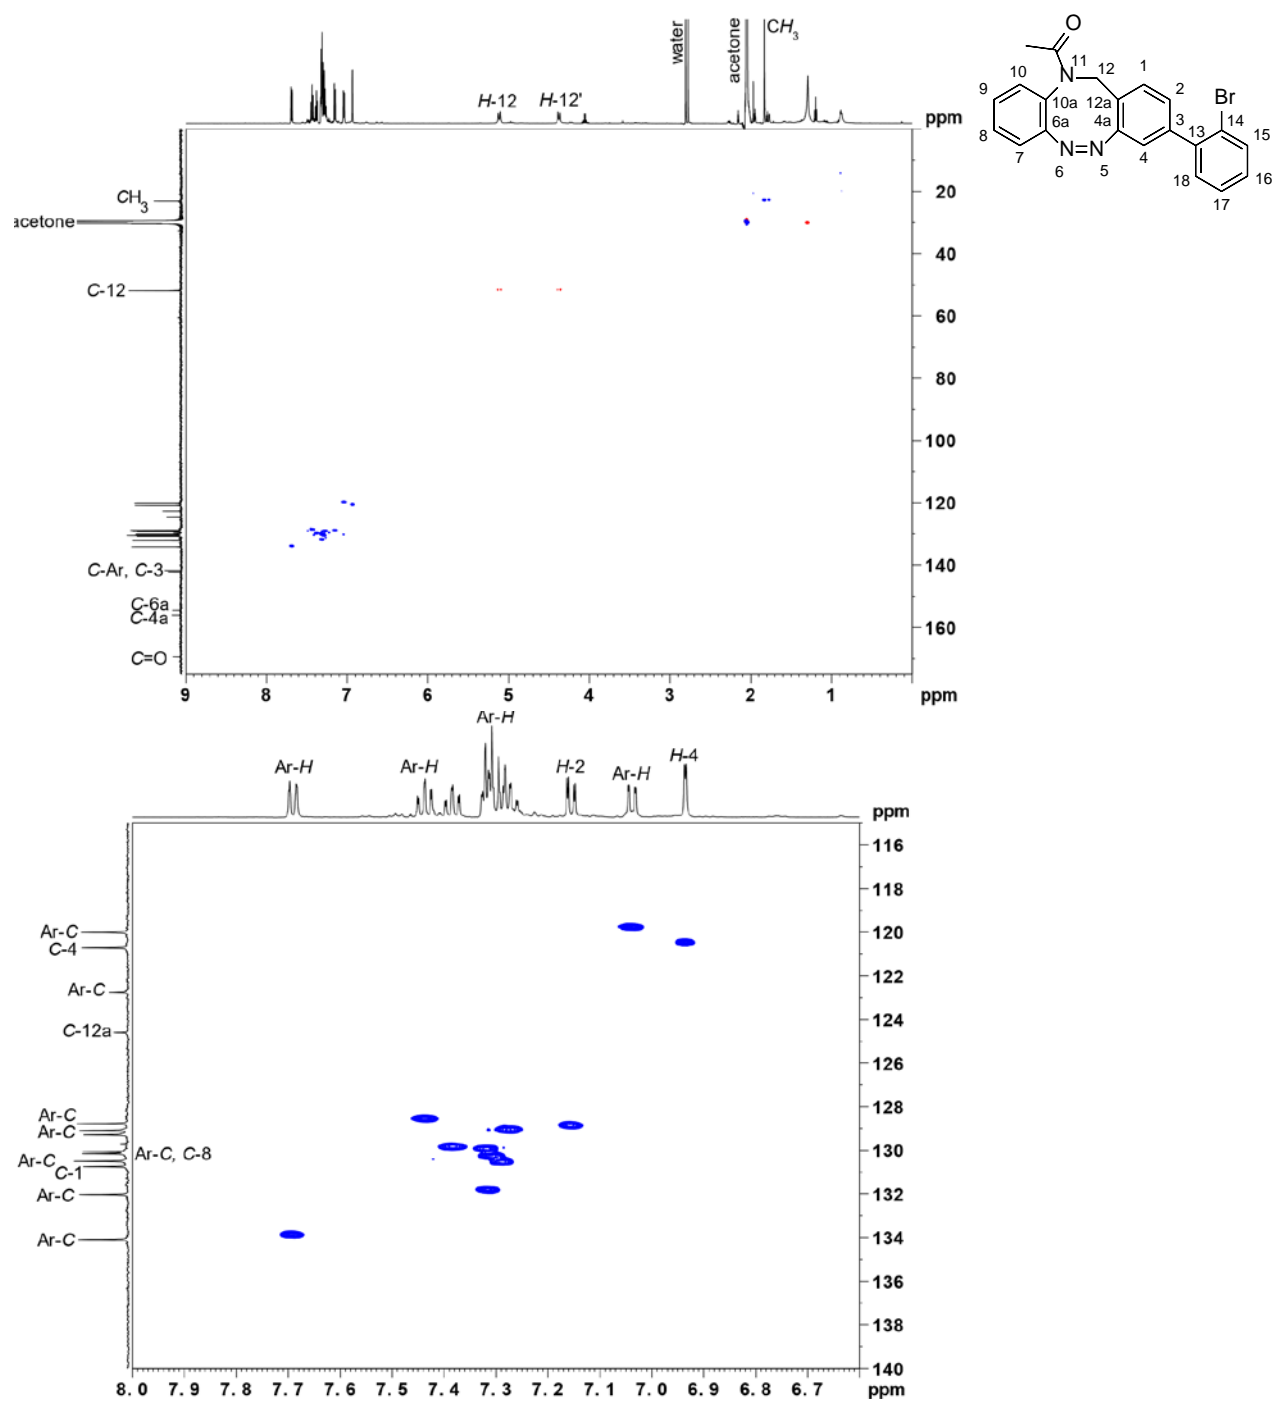 water
acetone
CH3
H-12
H-12'
ppm
20
40
60
80
100
120
140
160
CH3
acetone
C-12
C-Ar, C-3
C-6a
C-4a
C=O
9
8
7
6
5
4
3
2
1
ppm
O
N
11
12
1
10
9
10a
12a
2
Br
8
6a
4a
3
14
15
7
N=N
13
6
5
4
18
16
17
Ar-H
Ar-H
Ar-H
H-2
Ar-H
H-4
ppm
116
118
120
122
124
126
128
130
132
134
136
138
140
Ar-C
C-4
Ar-C
C-12a
Ar-C
Ar-C
Ar-C, C-8
Ar-C
C-1
Ar-C
Ar-C
8.0 7.9 7.8 7.7 7.6 7.5 7.4 7.3 7.2 7.1 7.0 6.9 6.8 6.7 ppm